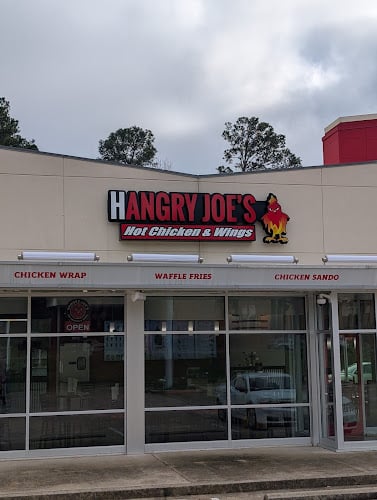 HANGRY JOE'S
Hot Chicken & Wings
CHICKEN WRAP
WAFFLE FRIES
CHICKEN SANDO
OPEN